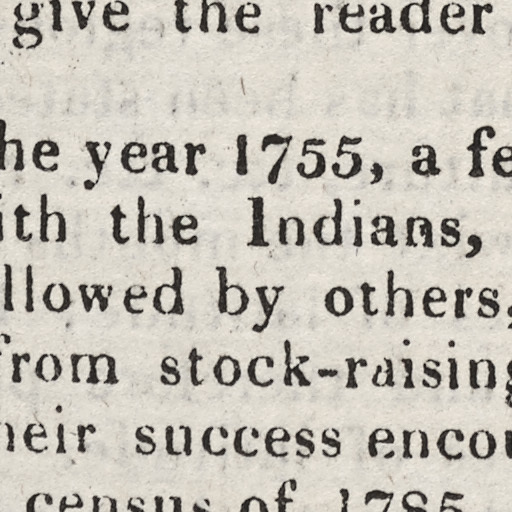 give the reader
he year 1755, a fe
ith the Indians,
llowed by others,
from stock-raising
heir success encou
census of 1785